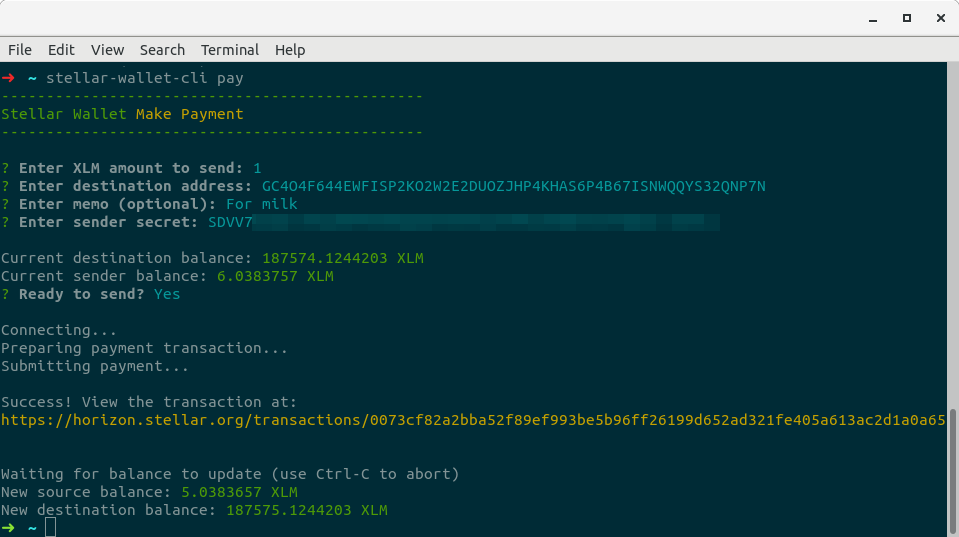 File Edit View Search Terminal Help
➜ ~ stellar-wallet-cli pay
-----------------------------------------------
Stellar Wallet Make Payment
-----------------------------------------------
? Enter XLM amount to send: 1
? Enter destination address: GC4O4F644EWFISP2KO2W2E2DUOZJHP4KHAS6P4B67ISNWQQYS32QNP7N
? Enter memo (optional): For milk
? Enter sender secret: SDVV7
Current destination balance: 187574.1244203 XLM
Current sender balance: 6.0383757 XLM
? Ready to send? Yes
Connecting...
Preparing payment transaction...
Submitting payment...
Success! View the transaction at:
https://horizon.stellar.org/transactions/0073cf82a2bba52f89ef993be5b96ff26199d652ad321fe405a613ac2d1a0a65
Waiting for balance to update (use Ctrl-C to abort)
New source balance: 5.0383657 XLM
New destination balance: 187575.1244203 XLM
➜ ~